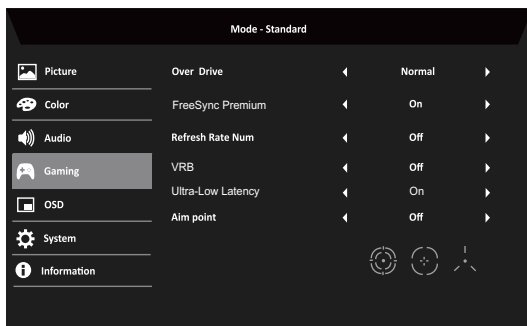 Mode - Standard
Picture
Color
Audio
Gaming
OSD
System
Information
Over Drive Normal
FreeSync Premium On
Refresh Rate Num Off
VRB Off
Ultra-Low Latency On
Aim point Off